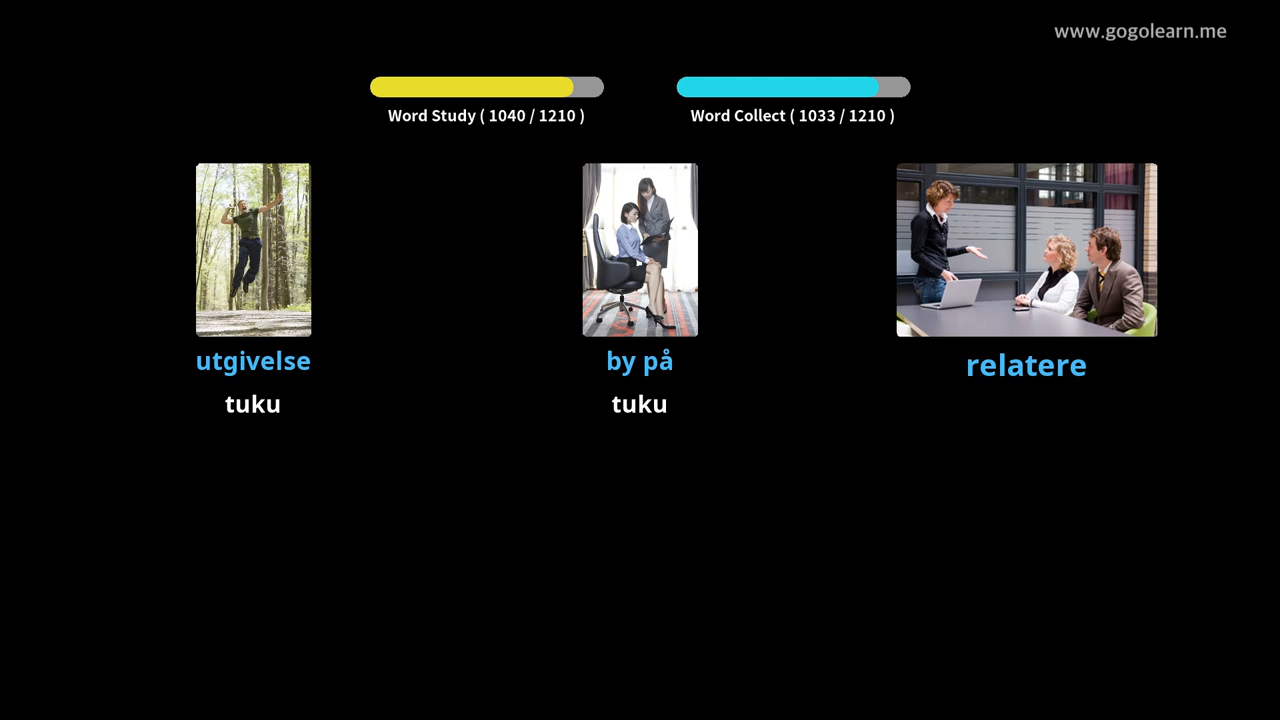 www.gogolearn.me
Word Study ( 1040 / 1210 )
Word Collect ( 1033 / 1210 )
utgivelse
by på
relatere
tuku
tuku